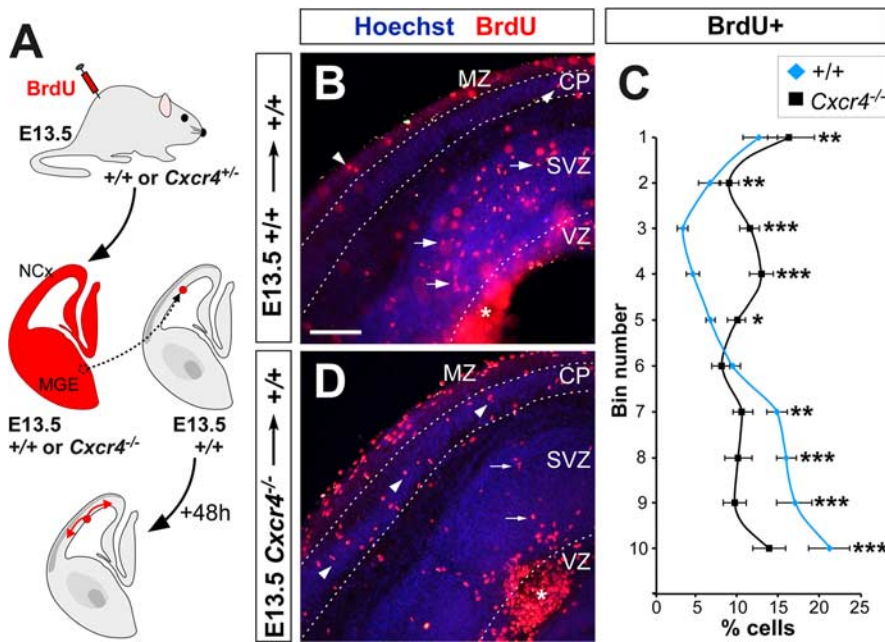 A
BrdU
E13.5
+/+ or Cxcr4+/-
NCx
MGE
E13.5
+/+ or Cxcr4-/-
E13.5
+/+
+48h
Hoechst BrdU
E13.5 +/+ → +/+
B
MZ
CP
SVZ
VZ
*
E13.5 Cxcr4-/- → +/+
D
MZ
CP
SVZ
VZ
*
BrdU+
C
+/+
Cxcr4-/-
Bin number
1 **
2 **
3 ***
4 ***
5 *
6
7 **
8 ***
9 ***
10 ***
0 5 10 15 20 25
% cells